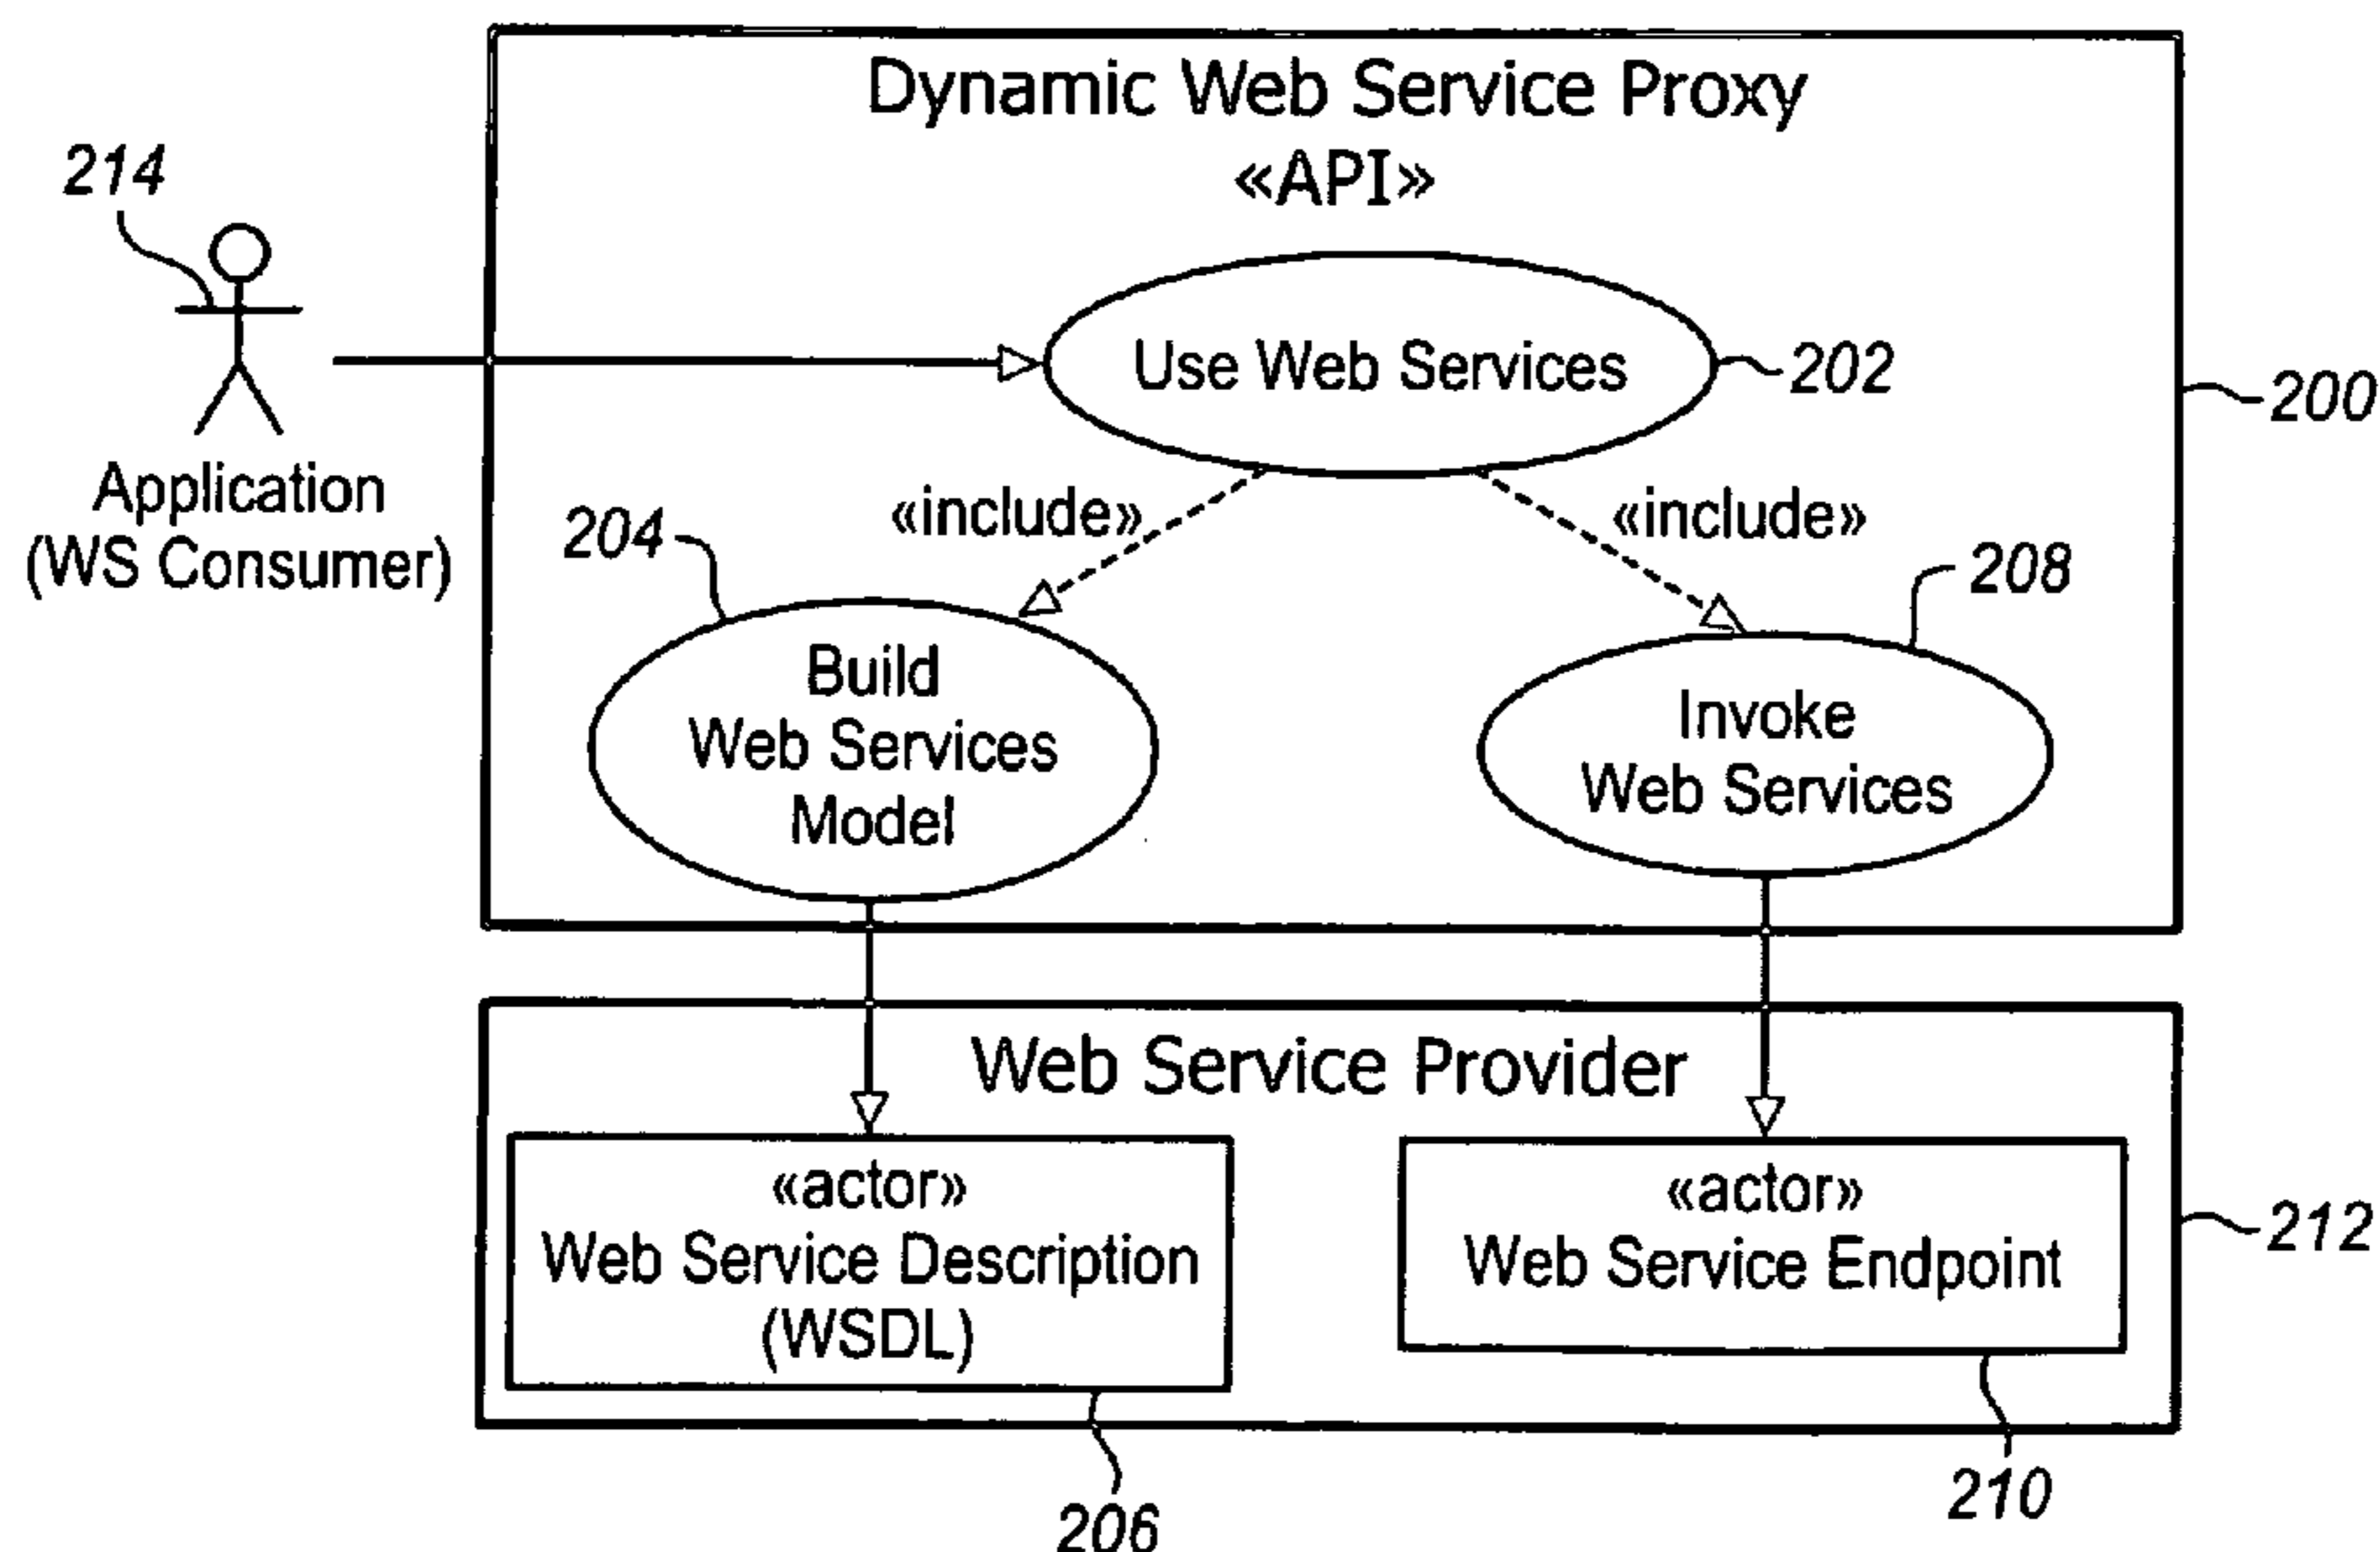 Dynamic Web Service Proxy
«API»
214
Application
(WS Consumer)
Use Web Services
202
200
«include»
«include»
204
208
Build
Web Services
Model
Invoke
Web Services
Web Service Provider
«actor»
Web Service Description
(WSDL)
«actor»
Web Service Endpoint
212
206
210